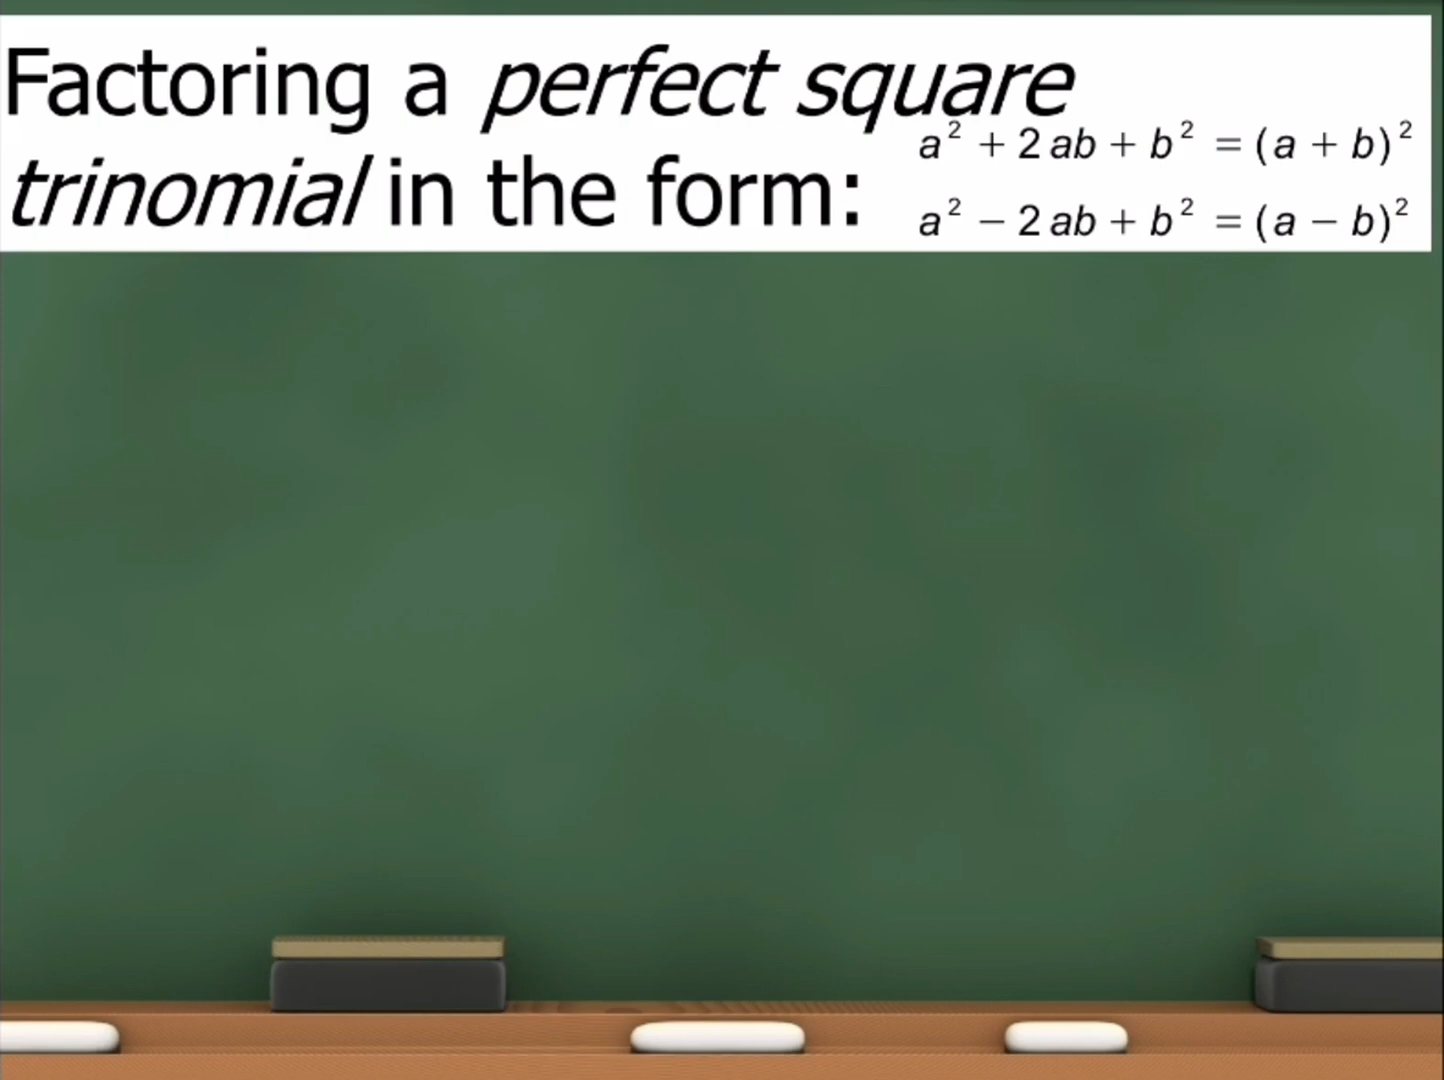 Factoring a perfect square
trinomial in the form:
a² + 2ab + b² = (a + b)²
a² − 2ab + b² = (a − b)²